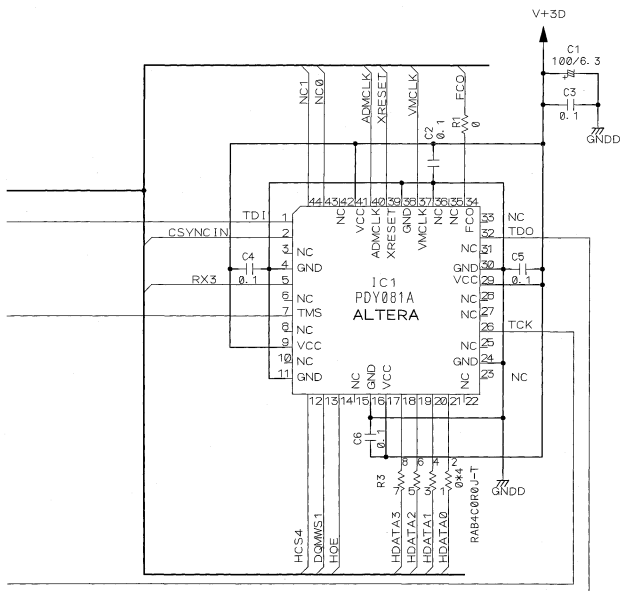 V+3D
C1
100/6.3
+
C3
0.1
GNDD
NC1
NC0
ADMCLK
XRESET
VMCLK
C2
0.1
FCO
R1
0
44 43 42 41 40 39 38 37 36 35 34
NC
VCC
ADMCLK
XRESET
GND
VMCLK
NC
NC
FCO
TDI 1
CSYNCIN 2
3 NC
C4
0.1
4 GND
RX3 5
6 NC
7 TMS
8 NC
9 VCC
10 NC
11 GND
IC1
PDY081A
ALTERA
33 NC
32 TDO
NC 31
GND 30
C5
0.1
VCC 29
NC 28
NC 27
26 TCK
NC 25
GND 24
23 NC
NC
GND
VCC
NC
12 13 14 15 16 17 18 19 20 21 22
C6
0.1
8 6 4 2
R3
7 5 3 1
0*4
RAB4C0R0J-T
GNDD
HCS4
DQMWS1
HOE
HDATA3
HDATA2
HDATA1
HDATA0